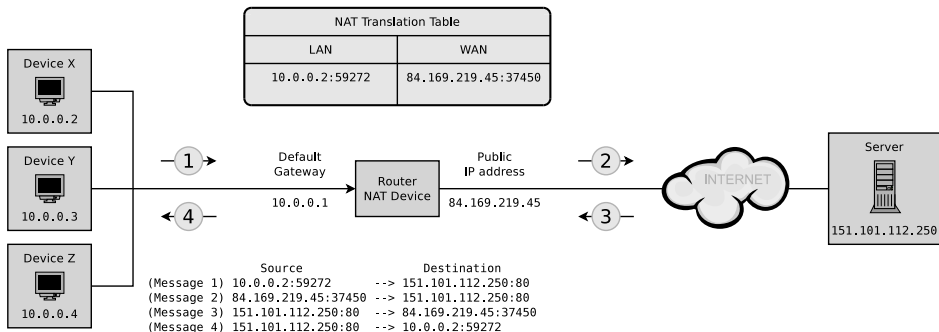 NAT Translation Table
LAN WAN
10.0.0.2:59272 84.169.219.45:37450
Device X
10.0.0.2
Device Y
10.0.0.3
Device Z
10.0.0.4
1
4
Default
Gateway
10.0.0.1
Router
NAT Device
Public
IP address
84.169.219.45
2
3
INTERNET
Server
151.101.112.250
Source Destination
(Message 1) 10.0.0.2:59272 --> 151.101.112.250:80
(Message 2) 84.169.219.45:37450 --> 151.101.112.250:80
(Message 3) 151.101.112.250:80 --> 84.169.219.45:37450
(Message 4) 151.101.112.250:80 --> 10.0.0.2:59272